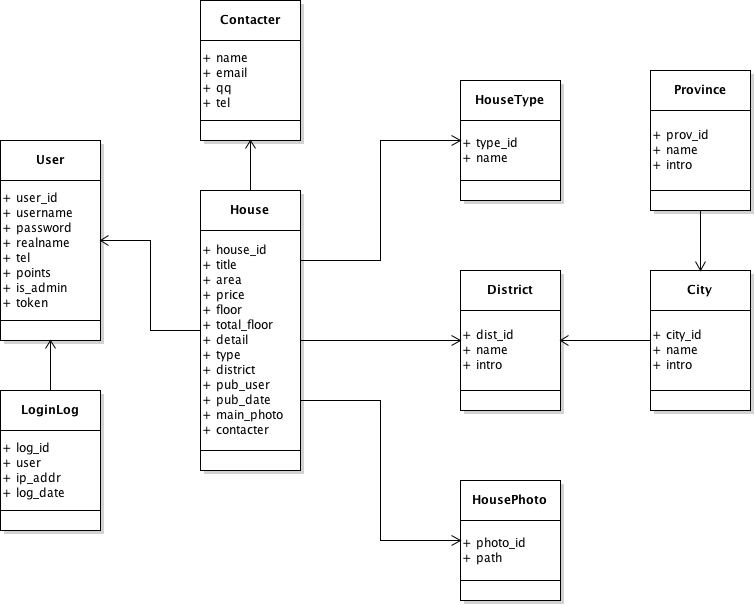 Contacter
+ name
+ email
+ qq
+ tel
HouseType
+ type_id
+ name
Province
+ prov_id
+ name
+ intro
User
+ user_id
+ username
+ password
+ realname
+ tel
+ points
+ is_admin
+ token
House
+ house_id
+ title
+ area
+ price
+ floor
+ total_floor
+ detail
+ type
+ district
+ pub_user
+ pub_date
+ main_photo
+ contacter
District
+ dist_id
+ name
+ intro
City
+ city_id
+ name
+ intro
LoginLog
+ log_id
+ user
+ ip_addr
+ log_date
HousePhoto
+ photo_id
+ path